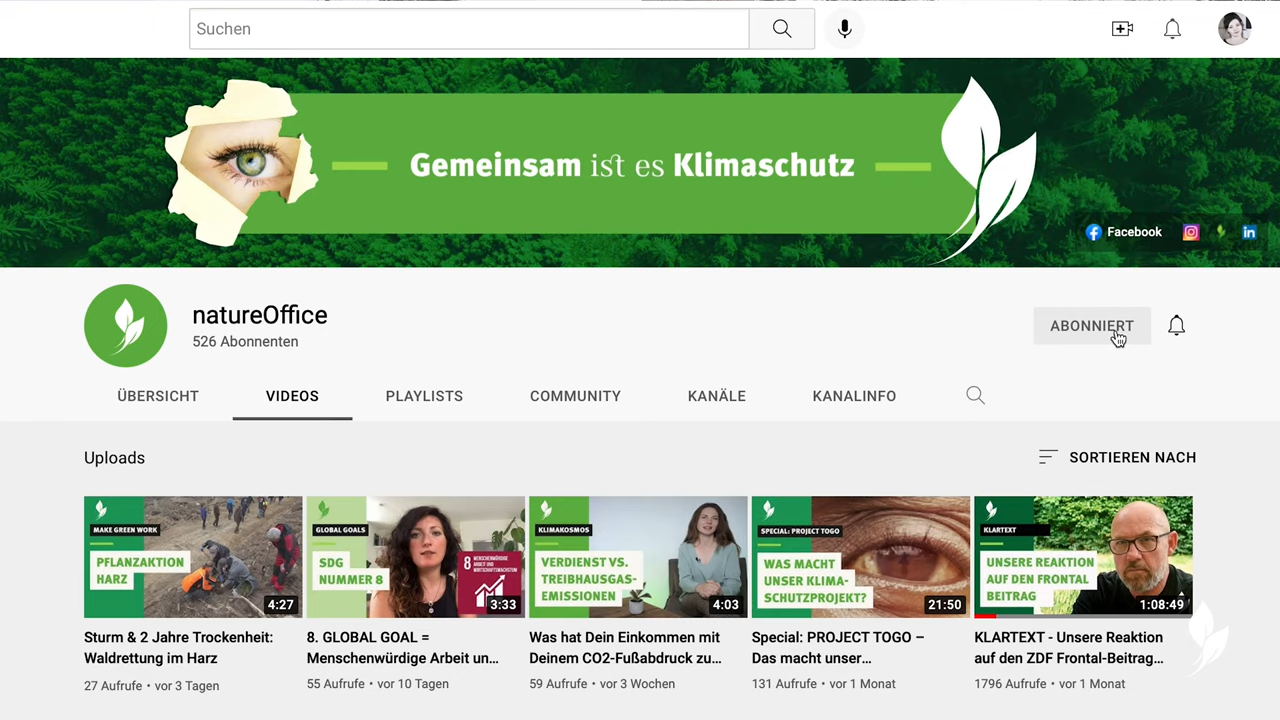 Suchen
Gemeinsam ist es Klimaschutz
Facebook
natureOffice
526 Abonnenten
ABONNIERT
ÜBERSICHT
VIDEOS
PLAYLISTS
COMMUNITY
KANÄLE
KANALINFO
Uploads
SORTIEREN NACH
MAKE GREEN WORK
PFLANZAKTION
HARZ
4:27
GLOBAL GOALS
SDG
NUMMER 8
8 MENSCHENWÜRDIGE
ARBEIT UND
WIRTSCHAFTSWACHSTUM
3:33
KLIMAKOSMOS
VERDIENST VS.
TREIBHAUSGAS-
EMISSIONEN
4:03
SPECIAL: PROJECT TOGO
WAS MACHT
UNSER KLIMA-
SCHUTZPROJEKT?
21:50
KLARTEXT
UNSERE REAKTION
AUF DEN FRONTAL
BEITRAG
1:08:49
Sturm & 2 Jahre Trockenheit:
Waldrettung im Harz
27 Aufrufe • vor 3 Tagen
8. GLOBAL GOAL =
Menschenwürdige Arbeit un...
55 Aufrufe • vor 10 Tagen
Was hat Dein Einkommen mit
Deinem CO2-Fußabdruck zu...
59 Aufrufe • vor 3 Wochen
Special: PROJECT TOGO –
Das macht unser...
131 Aufrufe • vor 1 Monat
KLARTEXT - Unsere Reaktion
auf den ZDF Frontal-Beitrag...
1796 Aufrufe • vor 1 Monat